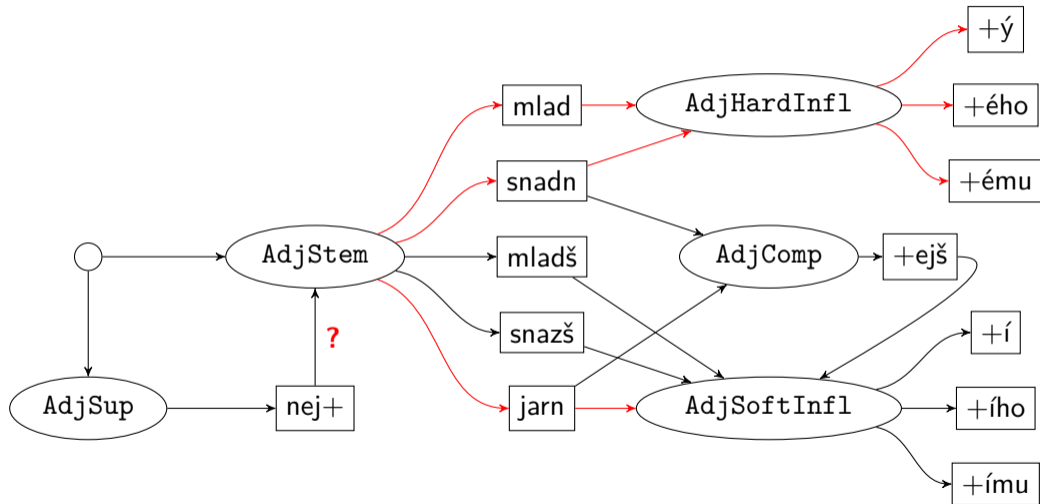 +ý
mlad
AdjHardInfl
+ého
snadn
+ému
AdjStem
mladš
AdjComp
+ejš
?
snazš
+í
AdjSup
nej+
jarn
AdjSoftInfl
+ího
+ímu